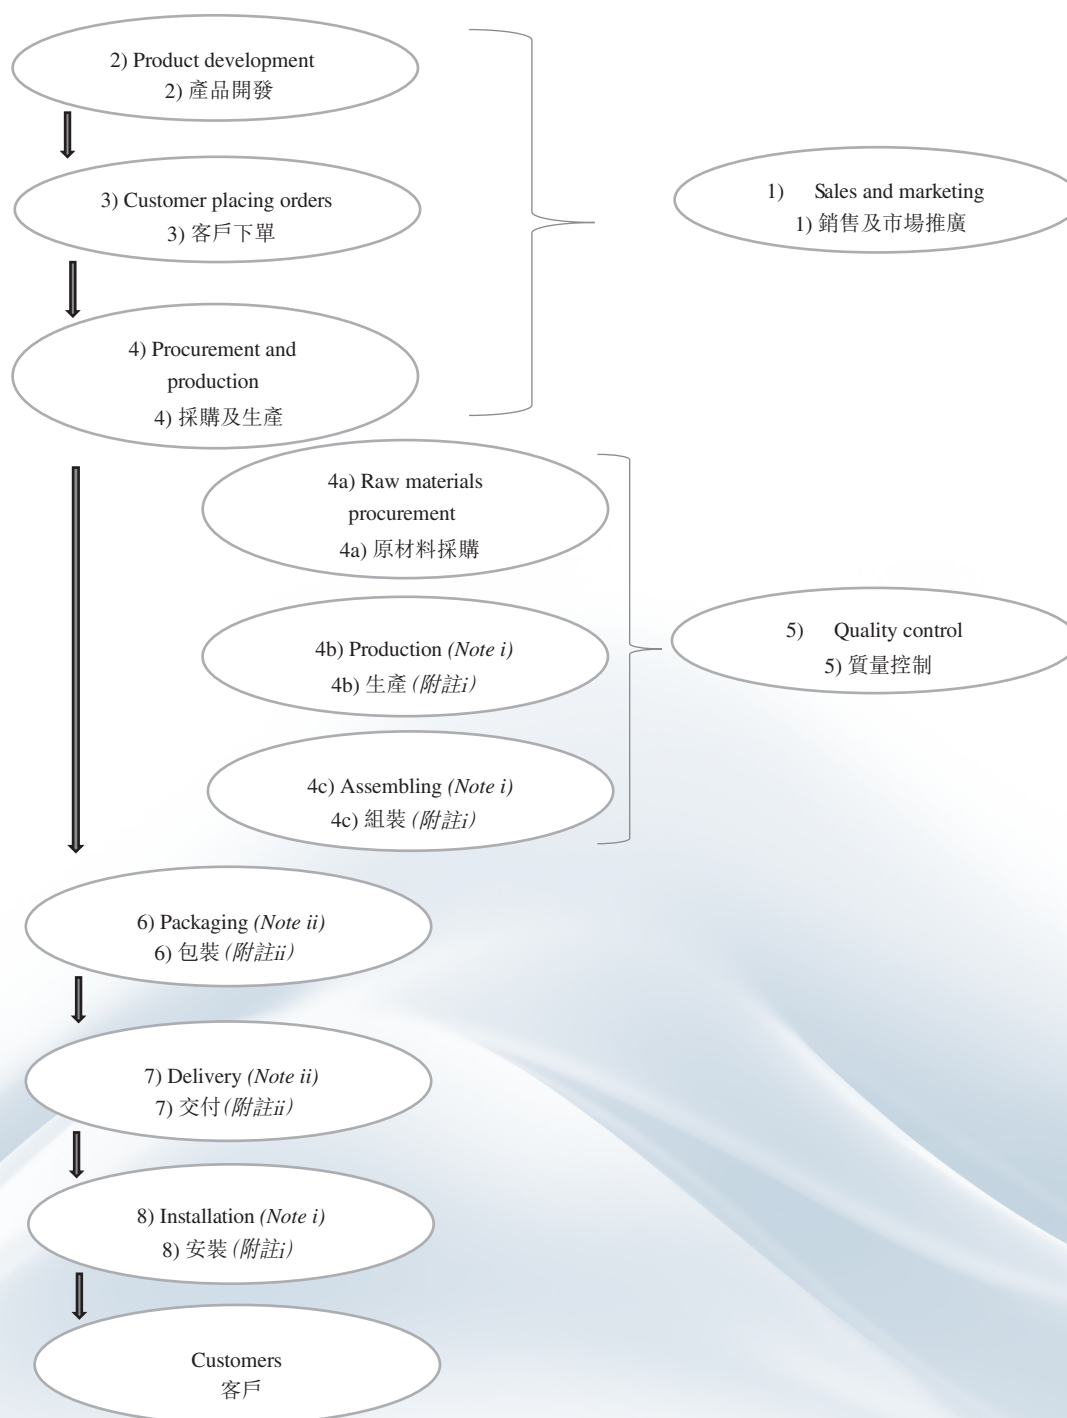 2) Product development
2) 產品開發
3) Customer placing orders
3) 客戶下單
1) Sales and marketing
1) 銷售及市場推廣
4) Procurement and
production
4) 採購及生產
4a) Raw materials
procurement
4a) 原材料採購
4b) Production (Note i)
4b) 生產 (附註i)
5) Quality control
5) 質量控制
4c) Assembling (Note i)
4c) 組裝 (附註i)
6) Packaging (Note ii)
6) 包裝 (附註ii)
7) Delivery (Note ii)
7) 交付 (附註ii)
8) Installation (Note i)
8) 安裝 (附註i)
Customers
客戶